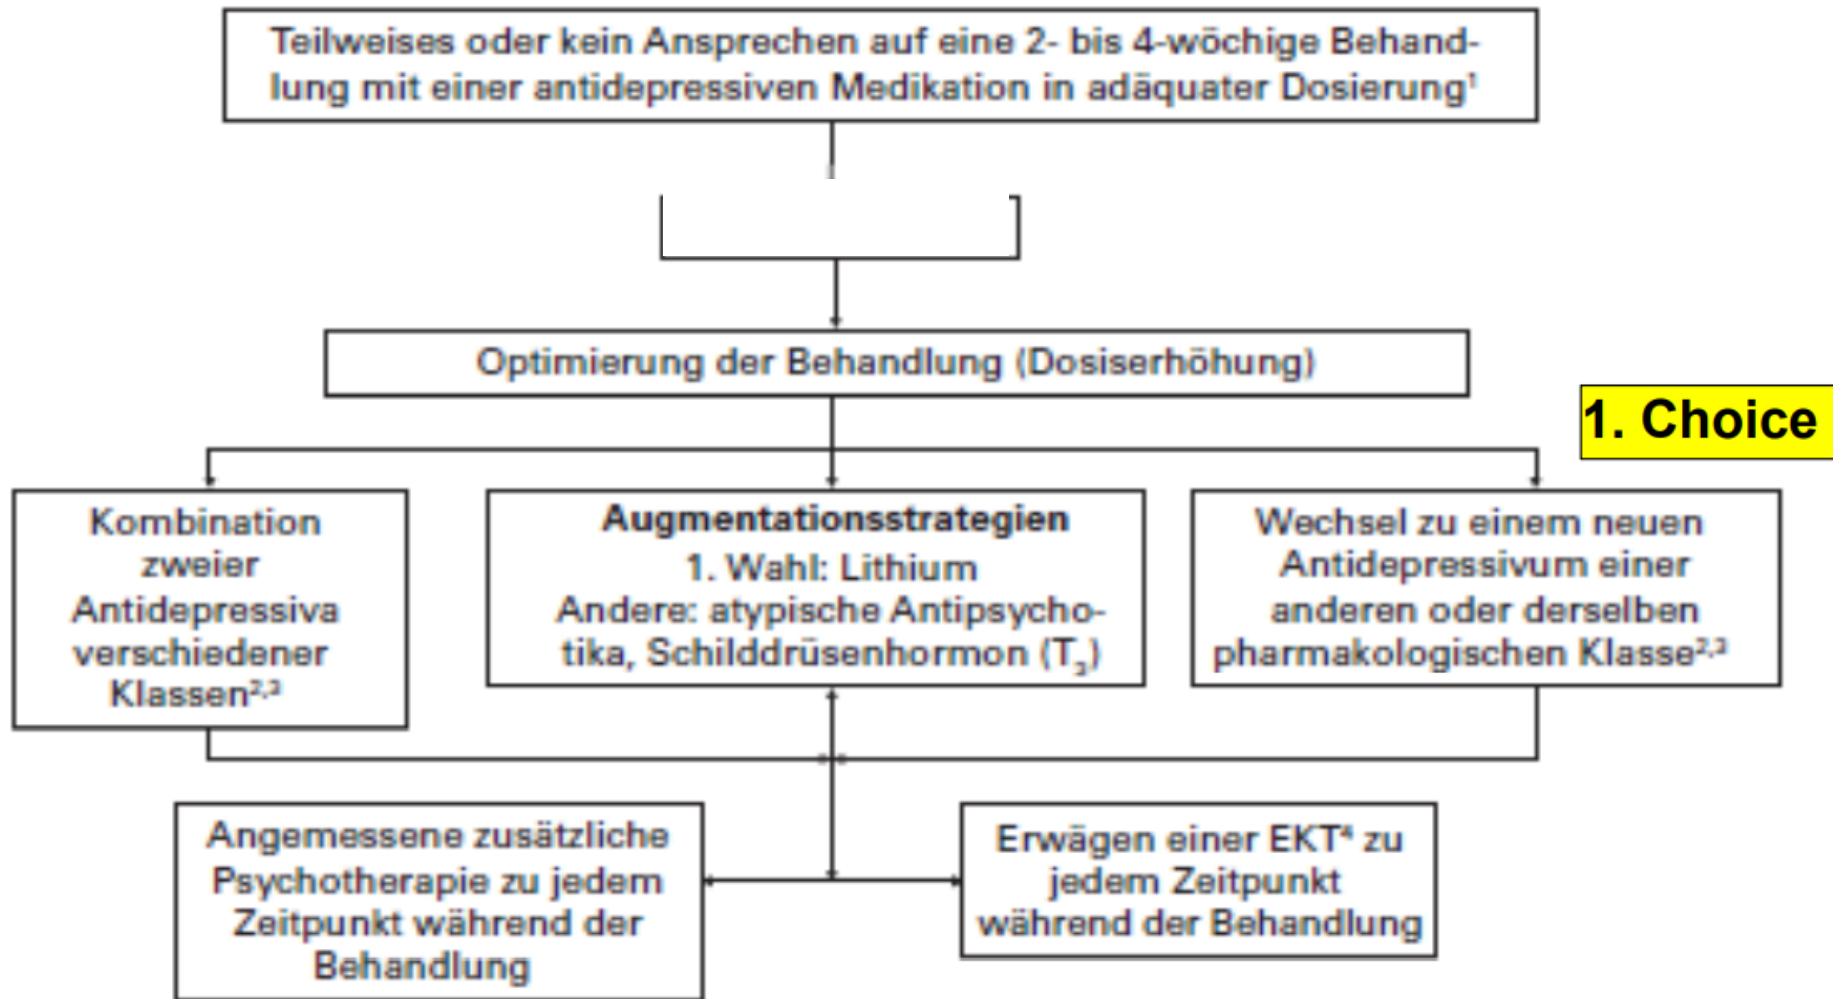 Teilweises oder kein Ansprechen auf eine 2- bis 4-wöchige Behand-
lung mit einer antidepressiven Medikation in adäquater Dosierung¹
Optimierung der Behandlung (Dosiserhöhung)
1. Choice
Kombination
zweier
Antidepressiva
verschiedener
Klassen²,³
Augmentationsstrategien
1. Wahl: Lithium
Andere: atypische Antipsycho-
tika, Schilddrüsenhormon (T₃)
Wechsel zu einem neuen
Antidepressivum einer
anderen oder derselben
pharmakologischen Klasse²,³
Angemessene zusätzliche
Psychotherapie zu jedem
Zeitpunkt während der
Behandlung
Erwägen einer EKT⁴ zu
jedem Zeitpunkt
während der Behandlung